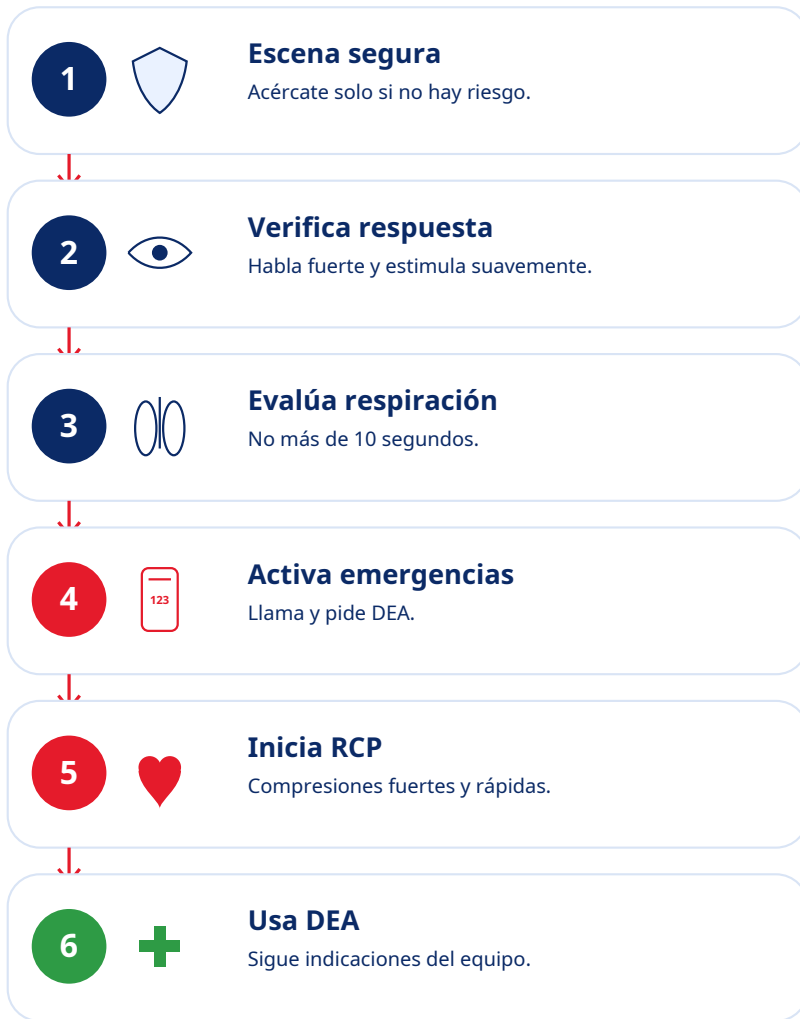 1
Escena segura
Acércate solo si no hay riesgo.
2
Verifica respuesta
Habla fuerte y estimula suavemente.
3
Evalúa respiración
No más de 10 segundos.
4
123
Activa emergencias
Llama y pide DEA.
5
Inicia RCP
Compresiones fuertes y rápidas.
6
Usa DEA
Sigue indicaciones del equipo.